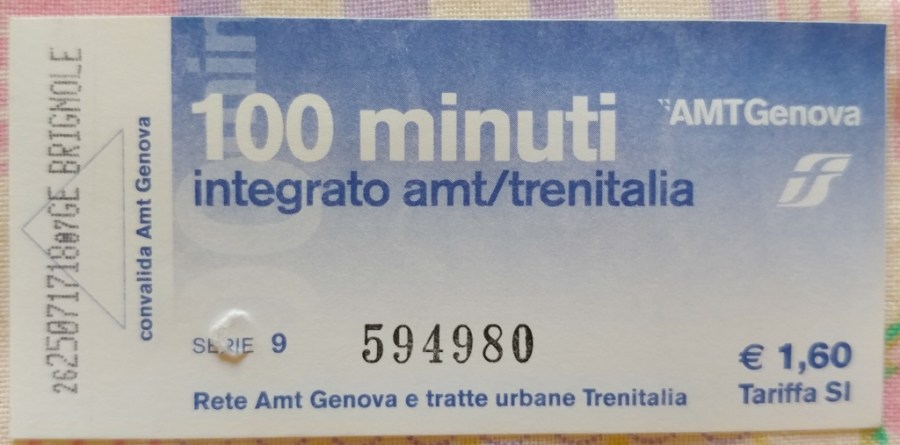 262507171807GE BRIGNOLE
convalida Amt Genova
100 minuti
AMTGenova
integrato amt/trenitalia
SERIE 9
594980
€ 1,60
Rete Amt Genova e tratte urbane Trenitalia
Tariffa SI